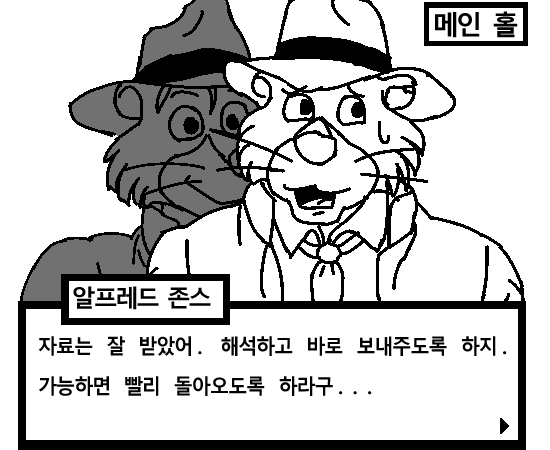 메인 홀
알프레드 존스
자료는 잘 받았어. 해석하고 바로 보내주도록 하지.
가능하면 빨리 돌아오도록 하라구...